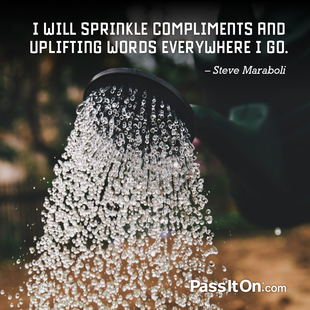 I WILL SPRINKLE COMPLIMENTS AND
UPLIFTING WORDS EVERYWHERE I GO.
– Steve Maraboli
PassItOn.com